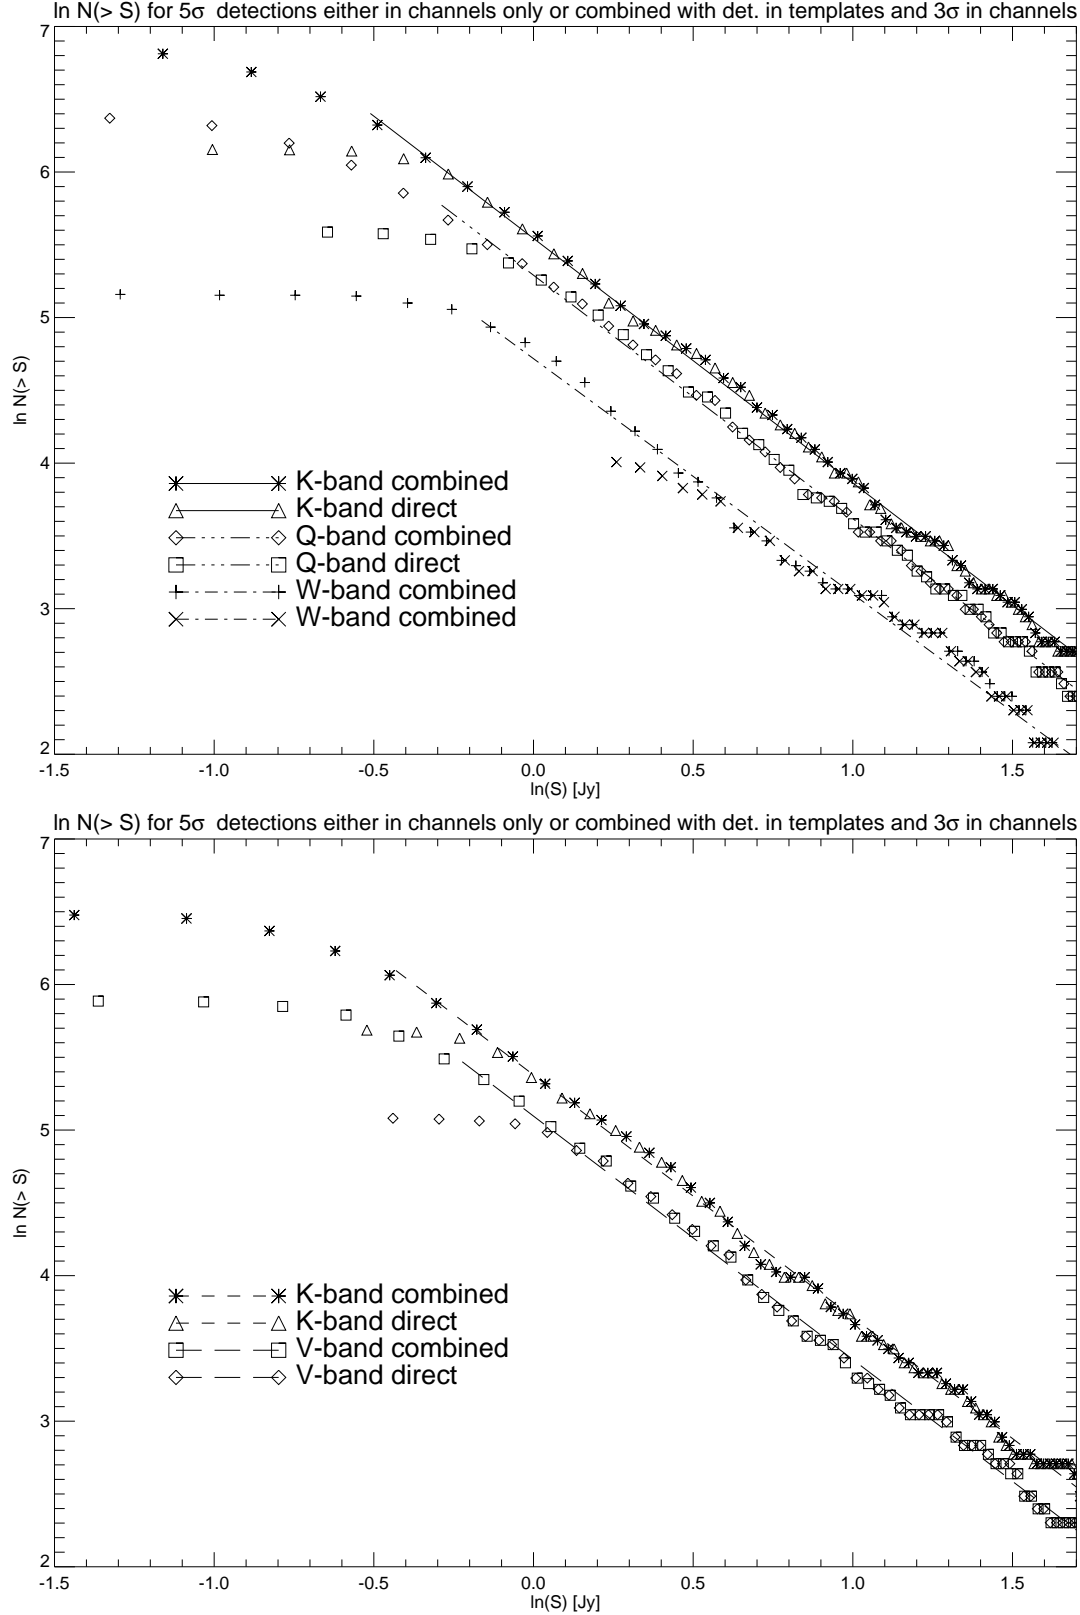 ln N(> S) for 5σ detections either in channels only or combined with det. in templates and 3σ in channels
7
6
5
4
3
2
ln N(> S)
K-band combined
K-band direct
Q-band combined
Q-band direct
W-band combined
W-band combined
-1.5 -1.0 -0.5 0.0 0.5 1.0 1.5
ln(S) [Jy]
ln N(> S) for 5σ detections either in channels only or combined with det. in templates and 3σ in channels
7
6
5
4
3
2
ln N(> S)
K-band combined
K-band direct
V-band combined
V-band direct
-1.5 -1.0 -0.5 0.0 0.5 1.0 1.5
ln(S) [Jy]